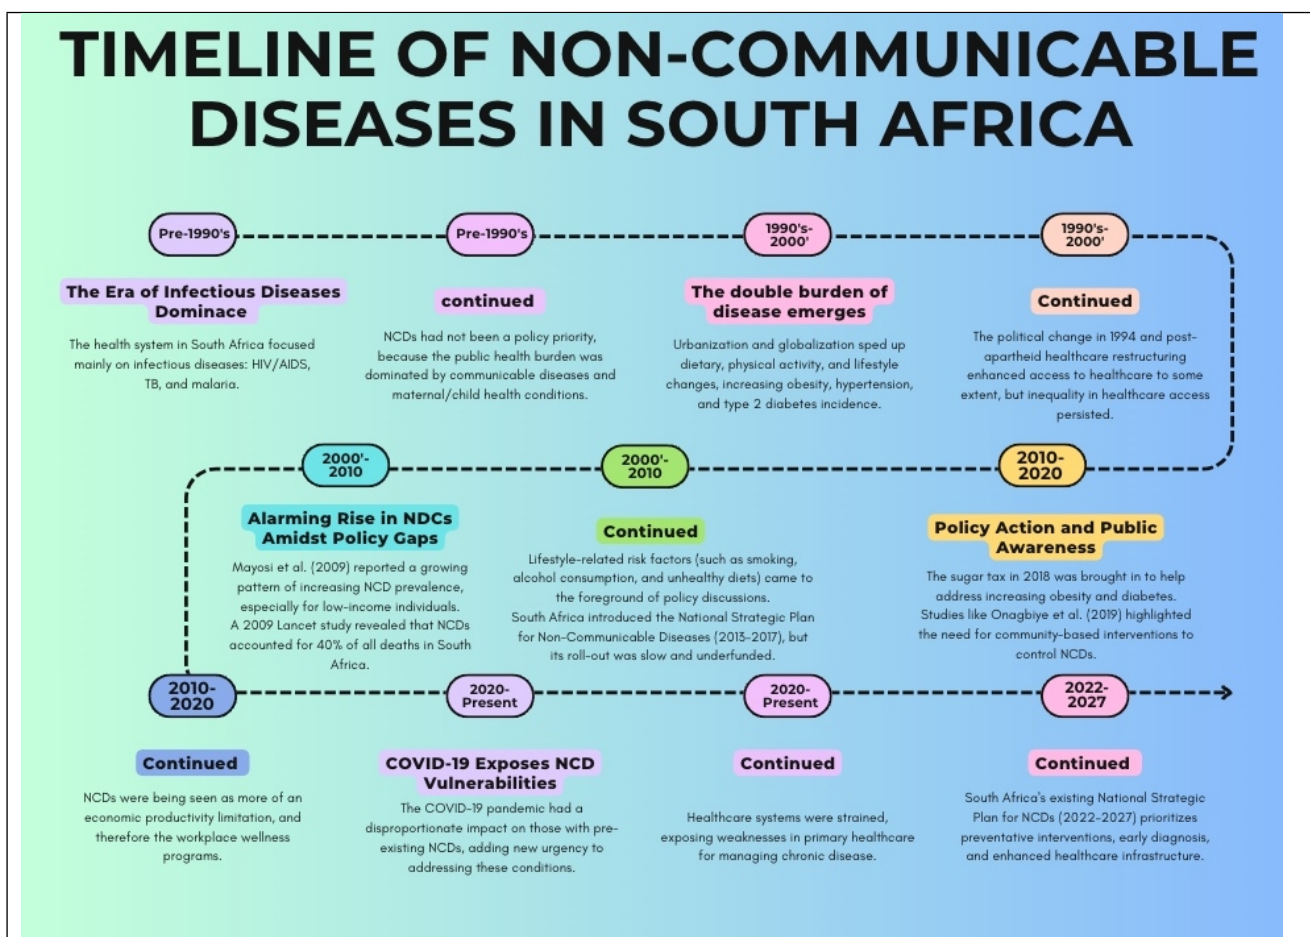 TIMELINE OF NON-COMMUNICABLE
DISEASES IN SOUTH AFRICA
Pre-1990's
The Era of Infectious Diseases
Dominace
The health system in South Africa focused
mainly on infectious diseases: HIV/AIDS,
TB, and malaria.
Pre-1990's
continued
NCDs had not been a policy priority,
because the public health burden was
dominated by communicable diseases and
maternal/child health conditions.
1990's-
2000'
The double burden of
disease emerges
Urbanization and globalization sped up
dietary, physical activity, and lifestyle
changes, increasing obesity, hypertension,
and type 2 diabetes incidence.
1990's-
2000'
Continued
The political change in 1994 and post-
apartheid healthcare restructuring
enhanced access to healthcare to some
extent, but inequality in healthcare access
persisted.
2000'-
2010
Alarming Rise in NDCs
Amidst Policy Gaps
Mayosi et al. (2009) reported a growing
pattern of increasing NCD prevalence,
especially for low-income individuals.
A 2009 Lancet study revealed that NCDs
accounted for 40% of all deaths in South
Africa.
2000'-
2010
Continued
Lifestyle-related risk factors (such as smoking,
alcohol consumption, and unhealthy diets) came to
the foreground of policy discussions.
South Africa introduced the National Strategic Plan
for Non-Communicable Diseases (2013-2017), but
its roll-out was slow and underfunded.
2010-
2020
Policy Action and Public
Awareness
The sugar tax in 2018 was brought in to help
address increasing obesity and diabetes.
Studies like Onagbiye et al. (2019) highlighted
the need for community-based interventions to
control NCDs.
2010-
2020
Continued
NCDs were being seen as more of an
economic productivity limitation, and
therefore the workplace wellness
programs.
2020-
Present
COVID-19 Exposes NCD
Vulnerabilities
The COVID-19 pandemic had a
disproportionate impact on those with pre-
existing NCDs, adding new urgency to
addressing these conditions.
2020-
Present
Continued
Healthcare systems were strained,
exposing weaknesses in primary healthcare
for managing chronic disease.
2022-
2027
Continued
South Africa's existing National Strategic
Plan for NCDs (2022-2027) prioritizes
preventative interventions, early diagnosis,
and enhanced healthcare infrastructure.